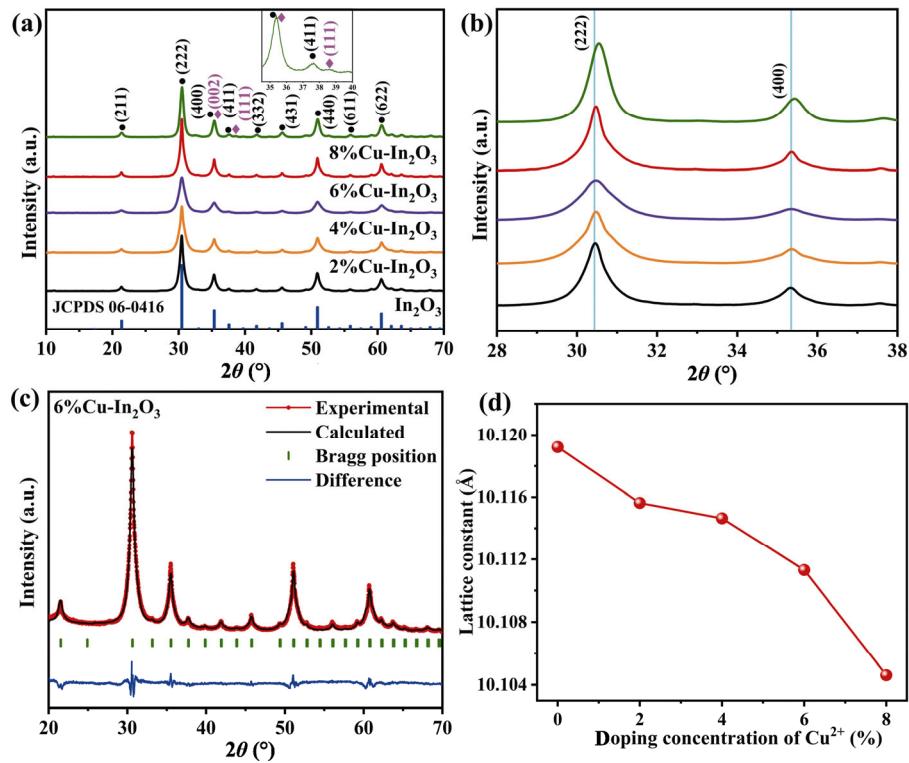 (a)
Intensity (a.u.)
(211)
(222)
(400)
(002)
(411)
(111)
(332)
(431)
(440)
(611)
(622)
(411)
(111)
35 36 37 38 39 40
8%Cu-In₂O₃
6%Cu-In₂O₃
4%Cu-In₂O₃
2%Cu-In₂O₃
In₂O₃
JCPDS 06-0416
10 20 30 40 50 60 70
2θ (°)
(b)
Intensity (a.u.)
(222)
(400)
28 30 32 34 36 38
2θ (°)
(c)
6%Cu-In₂O₃
Experimental
Calculated
Bragg position
Difference
Intensity (a.u.)
20 30 40 50 60 70
2θ (°)
(d)
Lattice constant (Å)
10.120
10.116
10.112
10.108
10.104
0 2 4 6 8
Doping concentration of Cu²⁺ (%)